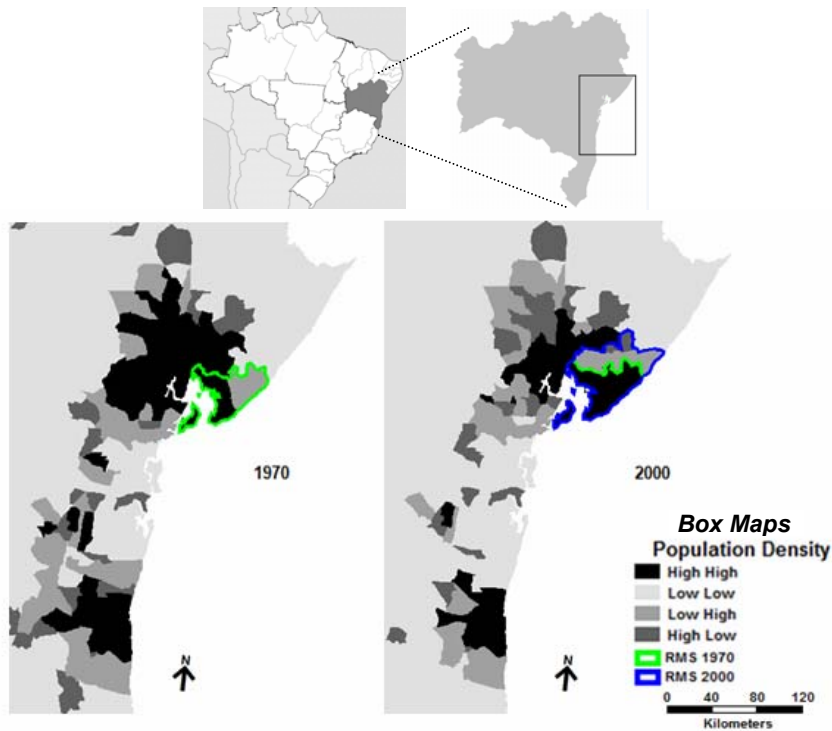 1970
2000
Box Maps
Population Density
High High
Low Low
Low High
High Low
RMS 1970
RMS 2000
N
N
0 40 80 120
Kilometers